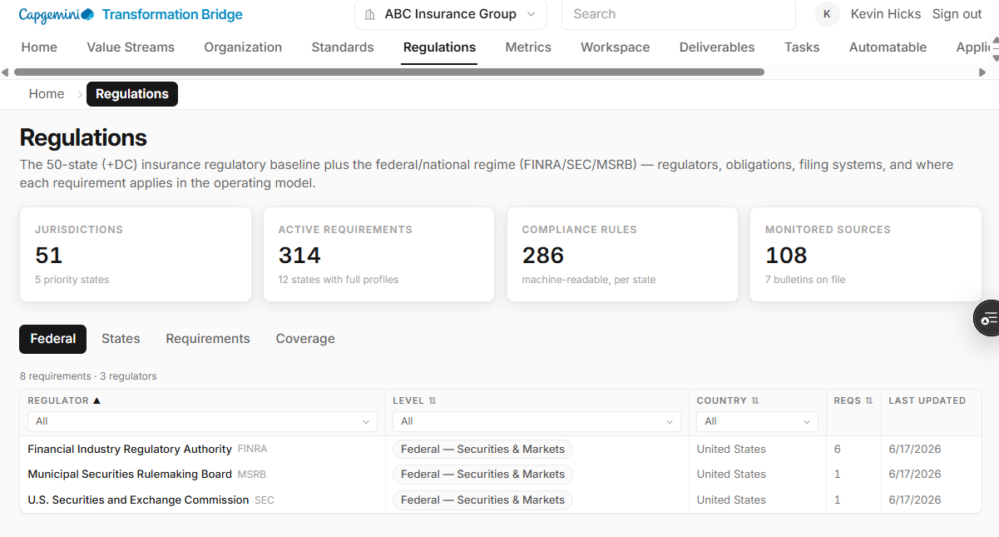 Capgemini Transformation Bridge
ABC Insurance Group
Search
K Kevin Hicks Sign out
Home Value Streams Organization Standards Regulations Metrics Workspace Deliverables Tasks Automatable Applic
Home › Regulations
Regulations
The 50-state (+DC) insurance regulatory baseline plus the federal/national regime (FINRA/SEC/MSRB) — regulators, obligations, filing systems, and where
each requirement applies in the operating model.
JURISDICTIONS
51
5 priority states
ACTIVE REQUIREMENTS
314
12 states with full profiles
COMPLIANCE RULES
286
machine-readable, per state
MONITORED SOURCES
108
7 bulletins on file
Federal States Requirements Coverage
8 requirements · 3 regulators
REGULATOR ▲ LEVEL ⇅ COUNTRY ⇅ REQS ⇅ LAST UPDATED
All All All
Financial Industry Regulatory Authority FINRA Federal — Securities & Markets United States 6 6/17/2026
Municipal Securities Rulemaking Board MSRB Federal — Securities & Markets United States 1 6/17/2026
U.S. Securities and Exchange Commission SEC Federal — Securities & Markets United States 1 6/17/2026